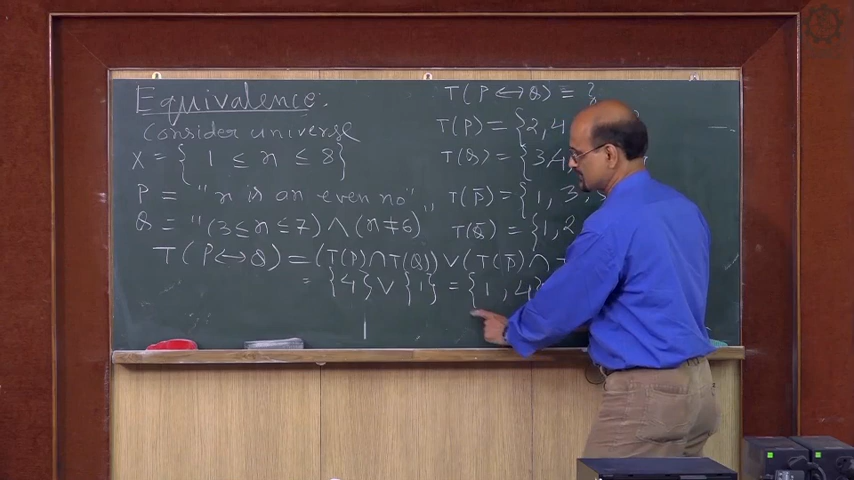 Equivalence:
Consider universe
X = { 1 ≤ n ≤ 8}
P = "n is an even no"
Q = "(3≤n≤7) ∧ (n≠6)"
T(P↔Q) = {
T(P) = {2,4
T(Q) = {3,4
T(P̄) = {1, 3,
T(Q̄) = {1, 2
T(P↔Q) = (T(P)∩T(Q)) ∨ (T(P̄)∩
= {4} ∨ {1} = {1, 4}